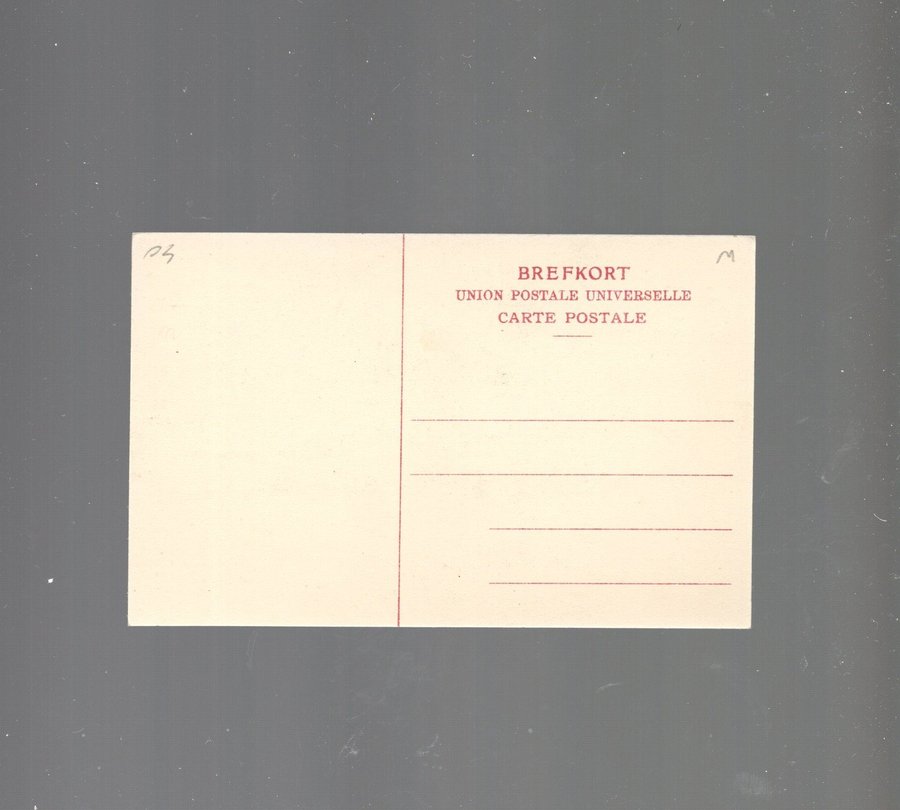 M
BREFKORT
UNION POSTALE UNIVERSELLE
CARTE POSTALE